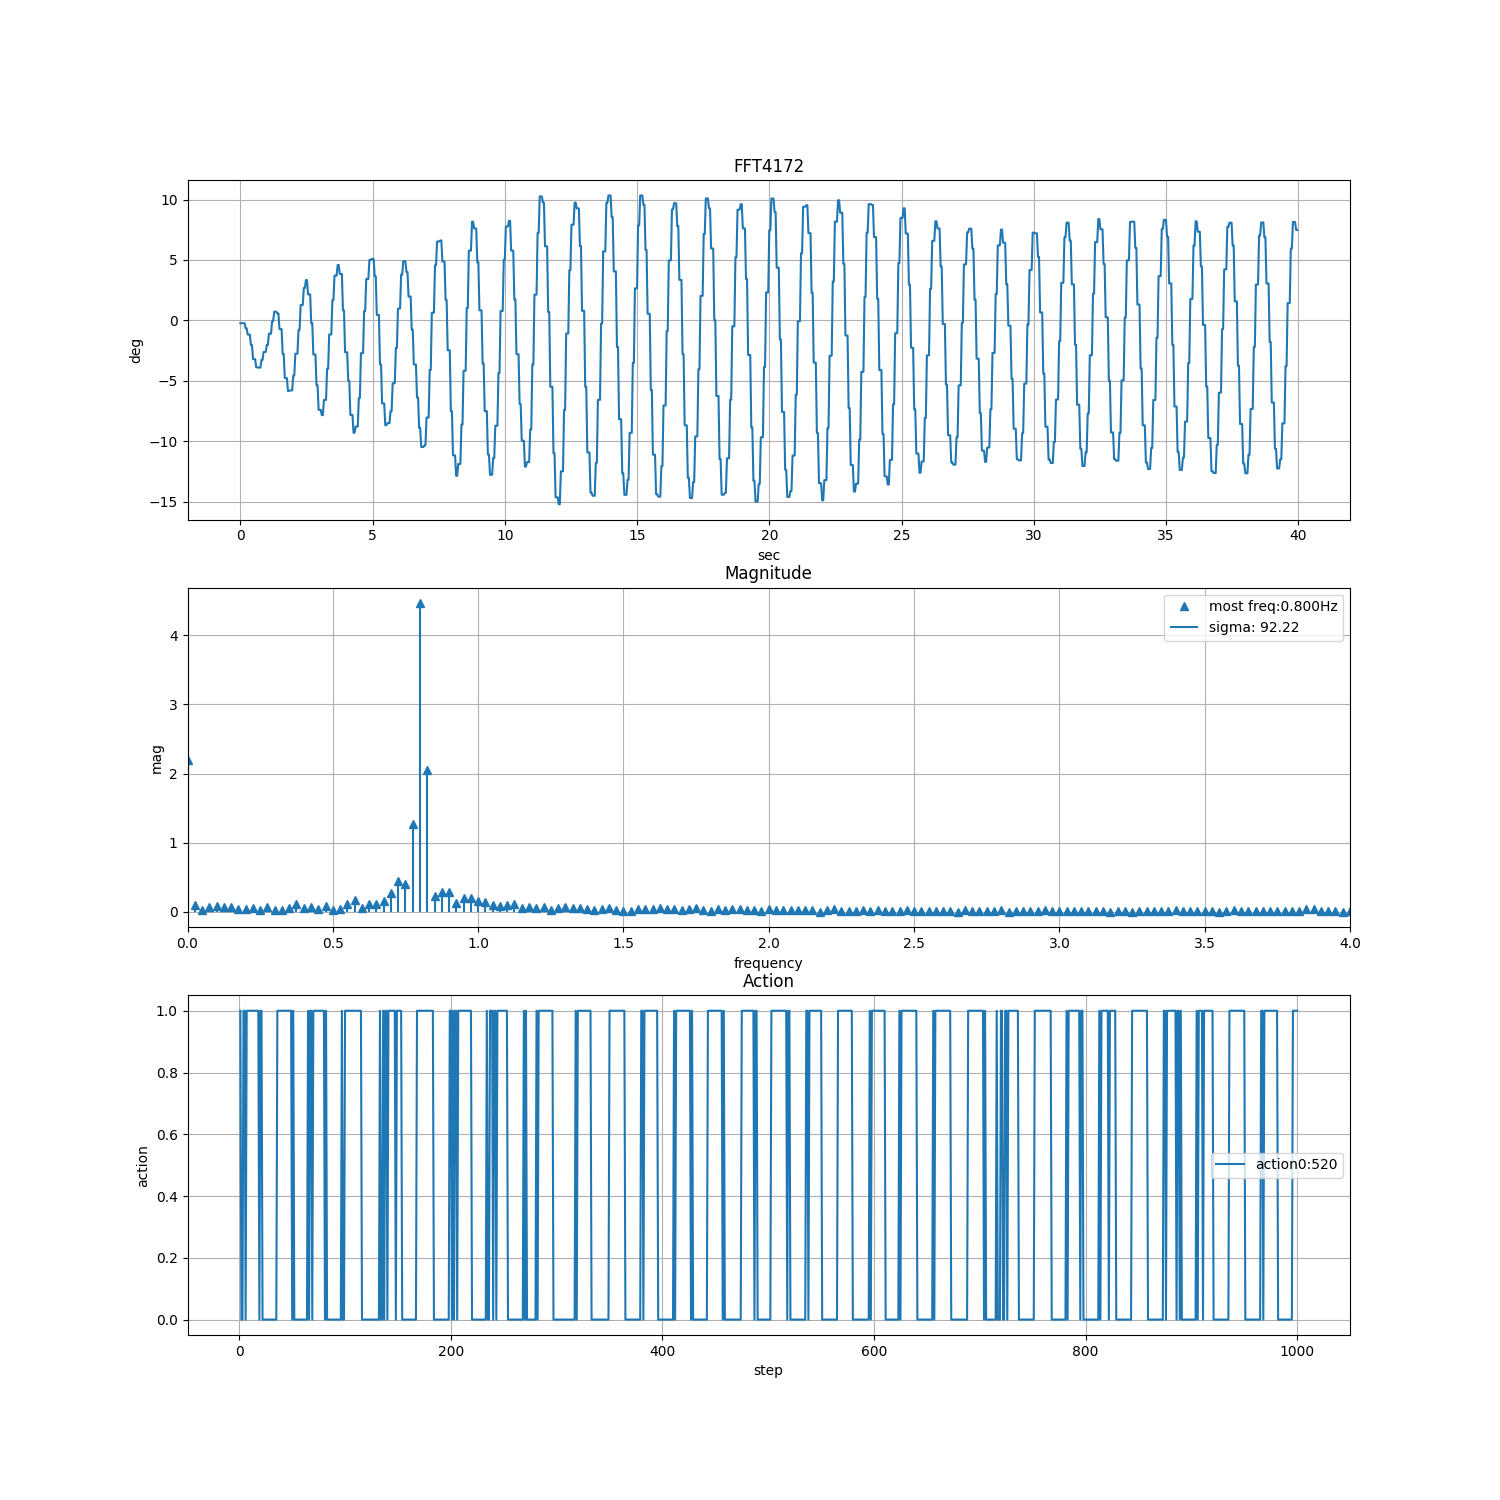 FFT4172
10
5
0
−5
−10
−15
deg
0 5 10 15 20 25 30 35 40
sec
Magnitude
most freq:0.800Hz
sigma: 92.22
4
3
2
1
0
mag
0.0 0.5 1.0 1.5 2.0 2.5 3.0 3.5 4.0
frequency
Action
1.0
0.8
0.6
0.4
0.2
0.0
action
action0:520
0 200 400 600 800 1000
step